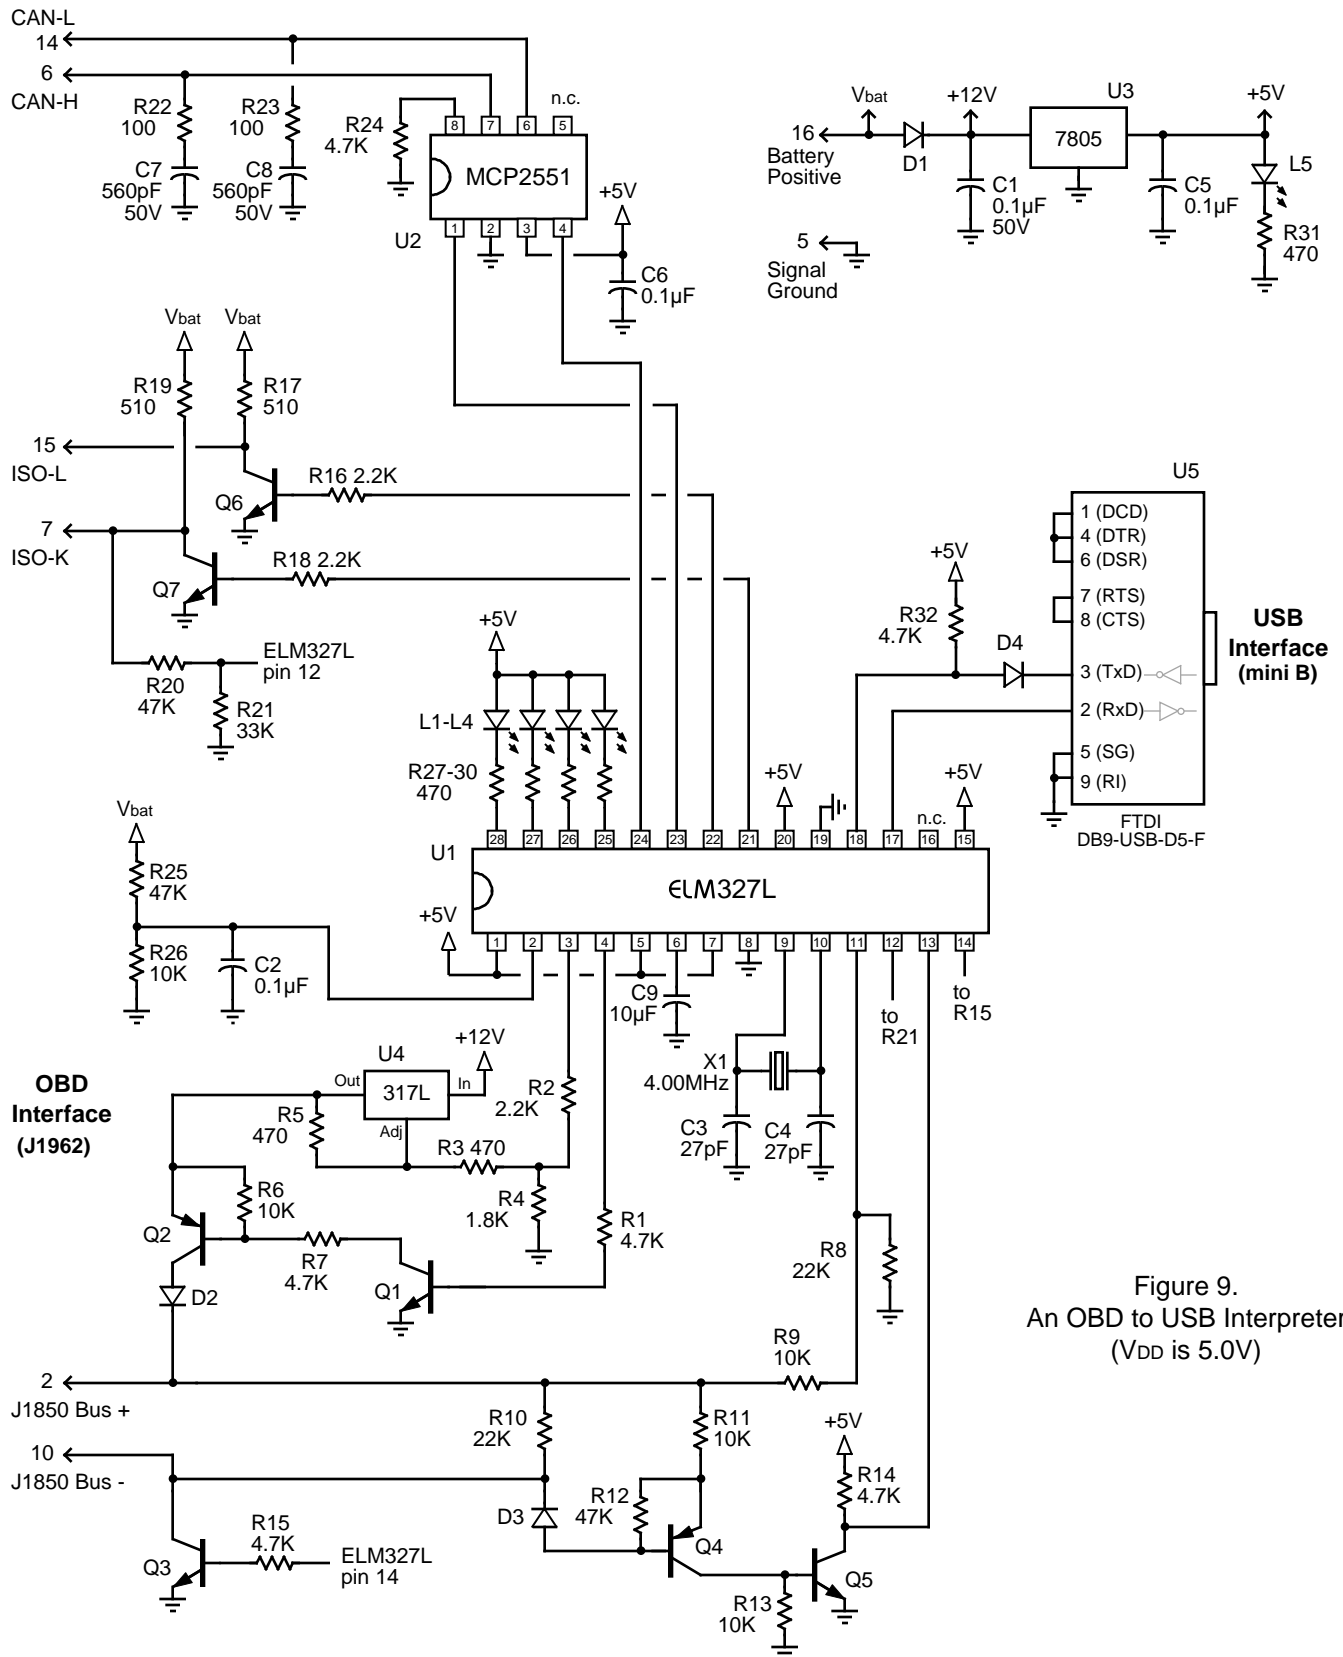 CAN-L
14
6
CAN-H
R22
100
R23
100
C7
560pF
50V
C8
560pF
50V
R24
4.7K
n.c.
8
7
6
5
MCP2551
1
2
3
4
U2
+5V
C6
0.1µF
Vbat
+12V
U3
+5V
16
Battery
Positive
D1
7805
C1
0.1µF
50V
C5
0.1µF
L5
R31
470
5
Signal
Ground
Vbat
Vbat
R19
510
R17
510
15
ISO-L
Q6
R16 2.2K
7
ISO-K
Q7
R18 2.2K
R20
47K
ELM327L
pin 12
R21
33K
+5V
L1-L4
R27-30
470
+5V
R32
4.7K
D4
U5
1 (DCD)
4 (DTR)
6 (DSR)
7 (RTS)
8 (CTS)
3 (TxD)
2 (RxD)
5 (SG)
9 (RI)
USB
Interface
(mini B)
FTDI
DB9-USB-D5-F
+5V
n.c.
+5V
U1
28
27
26
25
24
23
22
21
20
19
18
17
16
15
ELM327L
+5V
1
2
3
4
5
6
7
8
9
10
11
12
13
14
Vbat
R25
47K
R26
10K
C2
0.1µF
C9
10µF
to
R21
to
R15
X1
4.00MHz
C3
27pF
C4
27pF
OBD
Interface
(J1962)
U4
+12V
Out
317L
In
Adj
R5
470
R3 470
R2
2.2K
R4
1.8K
R1
4.7K
R6
10K
Q2
R7
4.7K
Q1
D2
R8
22K
R9
10K
2
J1850 Bus +
10
J1850 Bus -
R10
22K
R11
10K
D3
R12
47K
Q4
+5V
R14
4.7K
Q5
R13
10K
Q3
R15
4.7K
ELM327L
pin 14
Figure 9.
An OBD to USB Interpreter
(VDD is 5.0V)